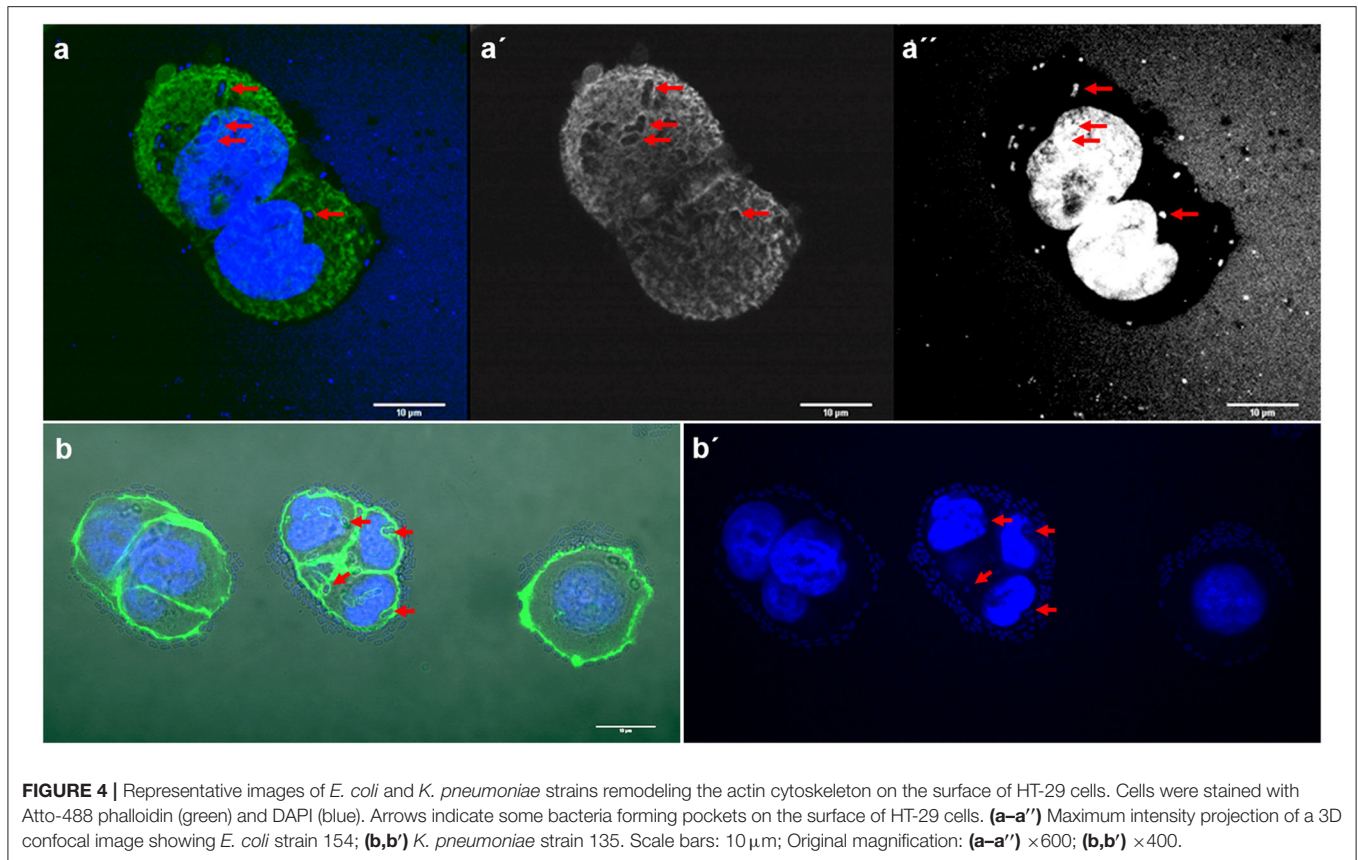 a
a´
a´´
10 µm
10 µm
10 µm
b
b´
10 µm
FIGURE 4 | Representative images of E. coli and K. pneumoniae strains remodeling the actin cytoskeleton on the surface of HT-29 cells. Cells were stained with
Atto-488 phalloidin (green) and DAPI (blue). Arrows indicate some bacteria forming pockets on the surface of HT-29 cells. (a–a′′) Maximum intensity projection of a 3D
confocal image showing E. coli strain 154; (b,b′) K. pneumoniae strain 135. Scale bars: 10 µm; Original magnification: (a–a′′) ×600; (b,b′) ×400.